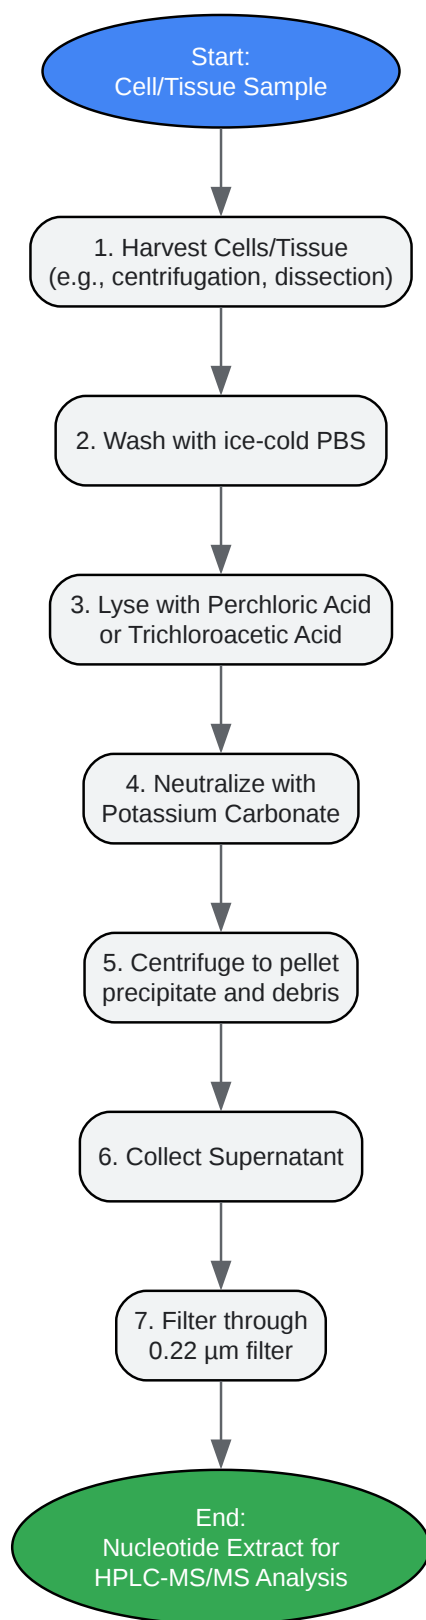 Start:
Cell/Tissue Sample
1. Harvest Cells/Tissue
(e.g., centrifugation, dissection)
2. Wash with ice-cold PBS
3. Lyse with Perchloric Acid
or Trichloroacetic Acid
4. Neutralize with
Potassium Carbonate
5. Centrifuge to pellet
precipitate and debris
6. Collect Supernatant
7. Filter through
0.22 µm filter
End:
Nucleotide Extract for
HPLC-MS/MS Analysis